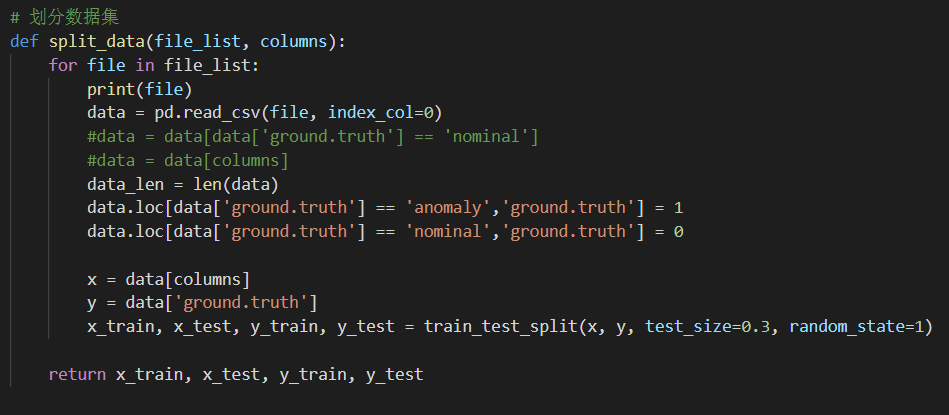 # 划分数据集
def split_data(file_list, columns):
    for file in file_list:
        print(file)
        data = pd.read_csv(file, index_col=0)
        #data = data[data['ground.truth'] == 'nominal']
        #data = data[columns]
        data_len = len(data)
        data.loc[data['ground.truth'] == 'anomaly','ground.truth'] = 1
        data.loc[data['ground.truth'] == 'nominal','ground.truth'] = 0

        x = data[columns]
        y = data['ground.truth']
        x_train, x_test, y_train, y_test = train_test_split(x, y, test_size=0.3, random_state=1)

    return x_train, x_test, y_train, y_test